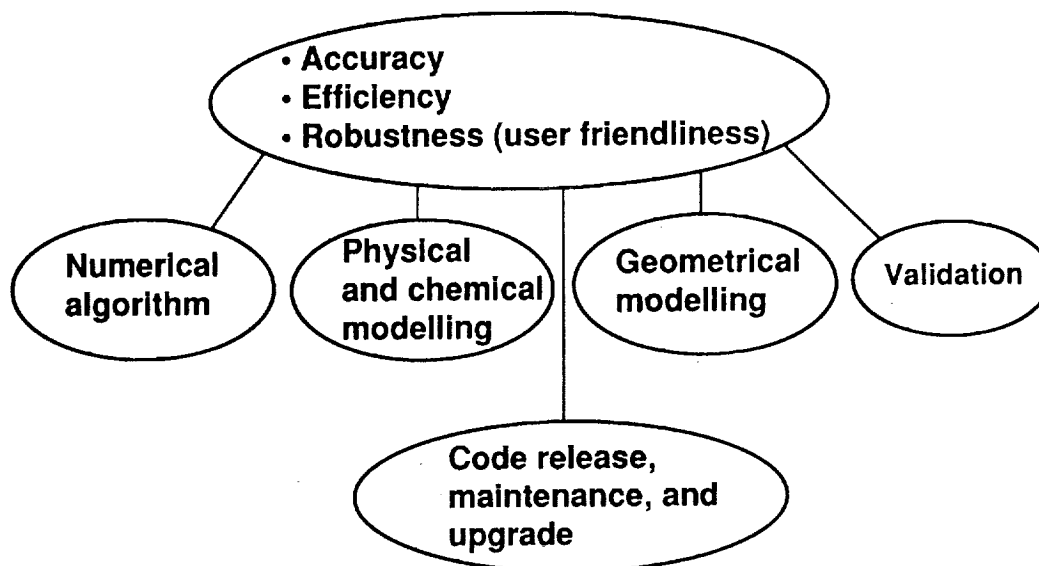 • Accuracy
• Efficiency
• Robustness (user friendliness)
Numerical
algorithm
Physical
and chemical
modelling
Geometrical
modelling
Validation
Code release,
maintenance, and
upgrade